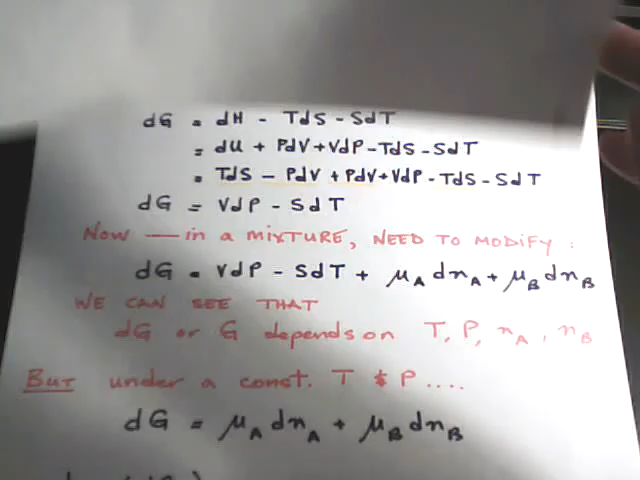 dG = dH - TdS - SdT
= dU + PdV + VdP - TdS - SdT
= TdS - PdV + PdV + VdP - TdS - SdT
dG = VdP - SdT
NOW — in a MIXTURE, NEED TO MODIFY:
dG = VdP - SdT + μ_A dn_A + μ_B dn_B
WE CAN SEE THAT
dG or G depends on T, P, n_A, n_B
BUT under a const. T & P ....
dG = μ_A dn_A + μ_B dn_B